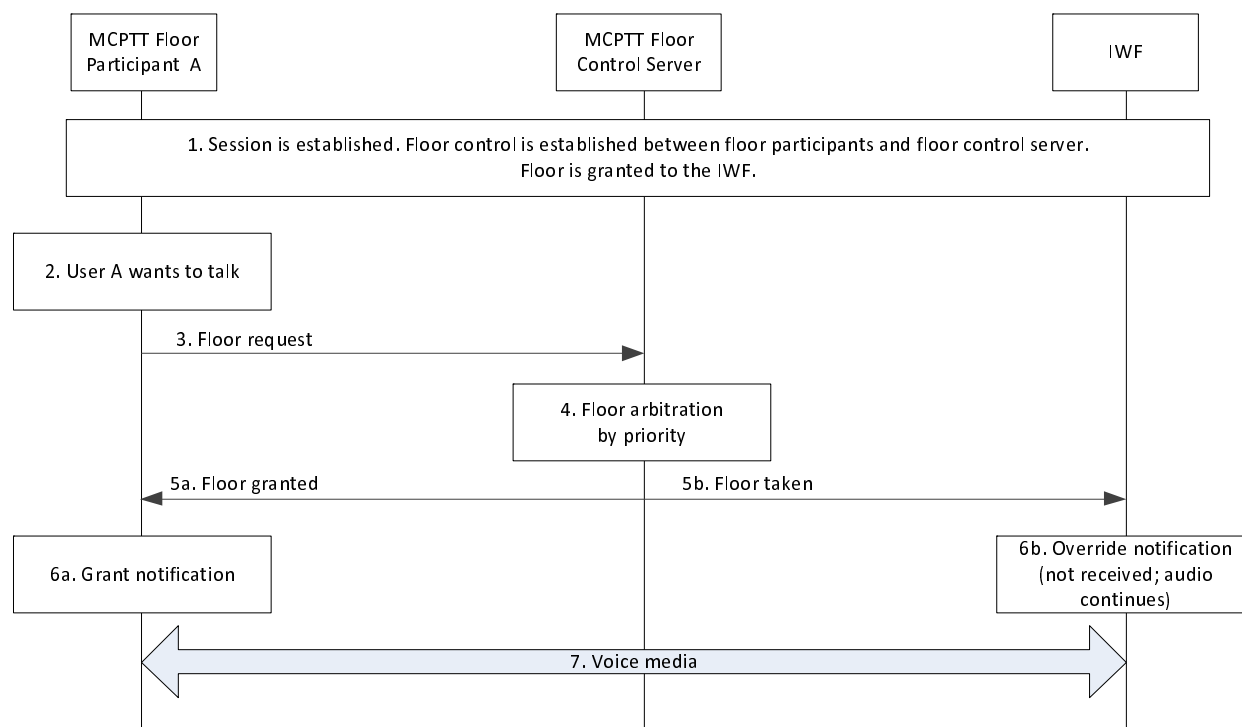 MCPTT Floor
Participant A
MCPTT Floor
Control Server
IWF
1. Session is established. Floor control is established between floor participants and floor control server.
Floor is granted to the IWF.
2. User A wants to talk
3. Floor request
4. Floor arbitration
by priority
5a. Floor granted
5b. Floor taken
6a. Grant notification
6b. Override notification
(not received; audio
continues)
7. Voice media